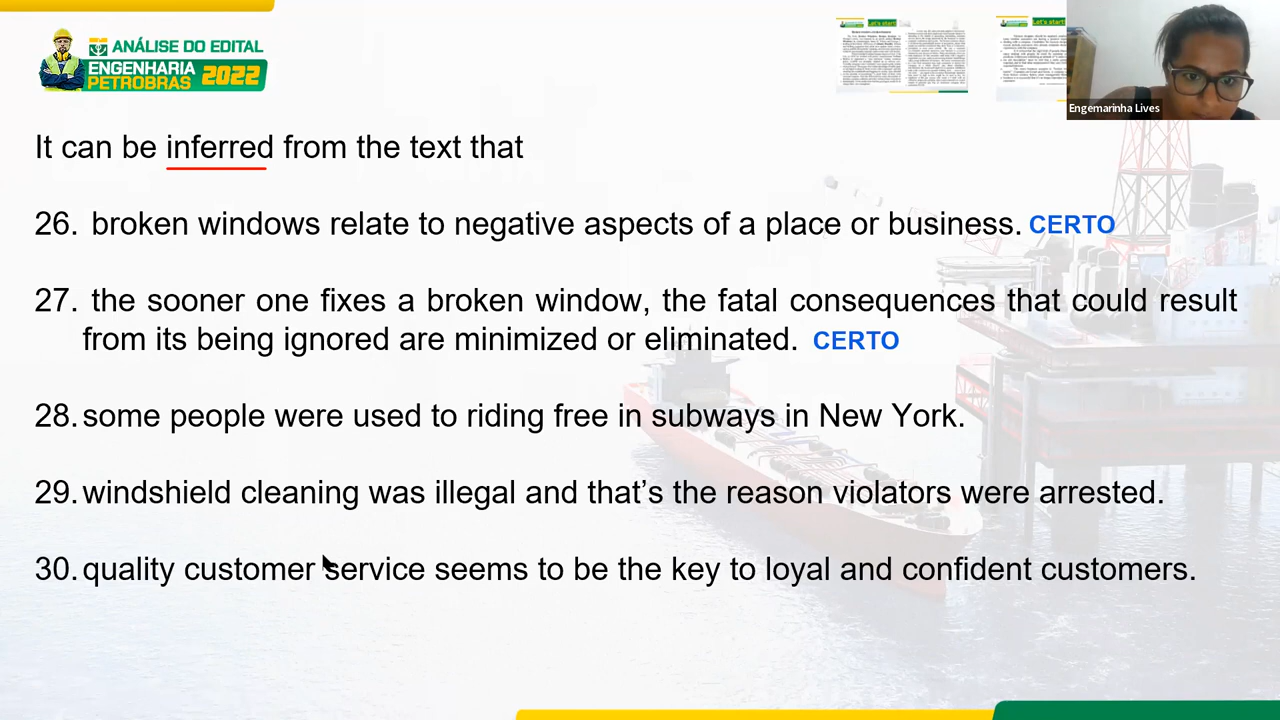 ANÁLISE DO EDITAL
ENGENHARIA
PETROBRAS 2022
Let's start!
Let's start!
Engemarinha Lives
It can be inferred from the text that
26. broken windows relate to negative aspects of a place or business. CERTO
27. the sooner one fixes a broken window, the fatal consequences that could result
from its being ignored are minimized or eliminated. CERTO
28. some people were used to riding free in subways in New York.
29. windshield cleaning was illegal and that’s the reason violators were arrested.
30. quality customer service seems to be the key to loyal and confident customers.